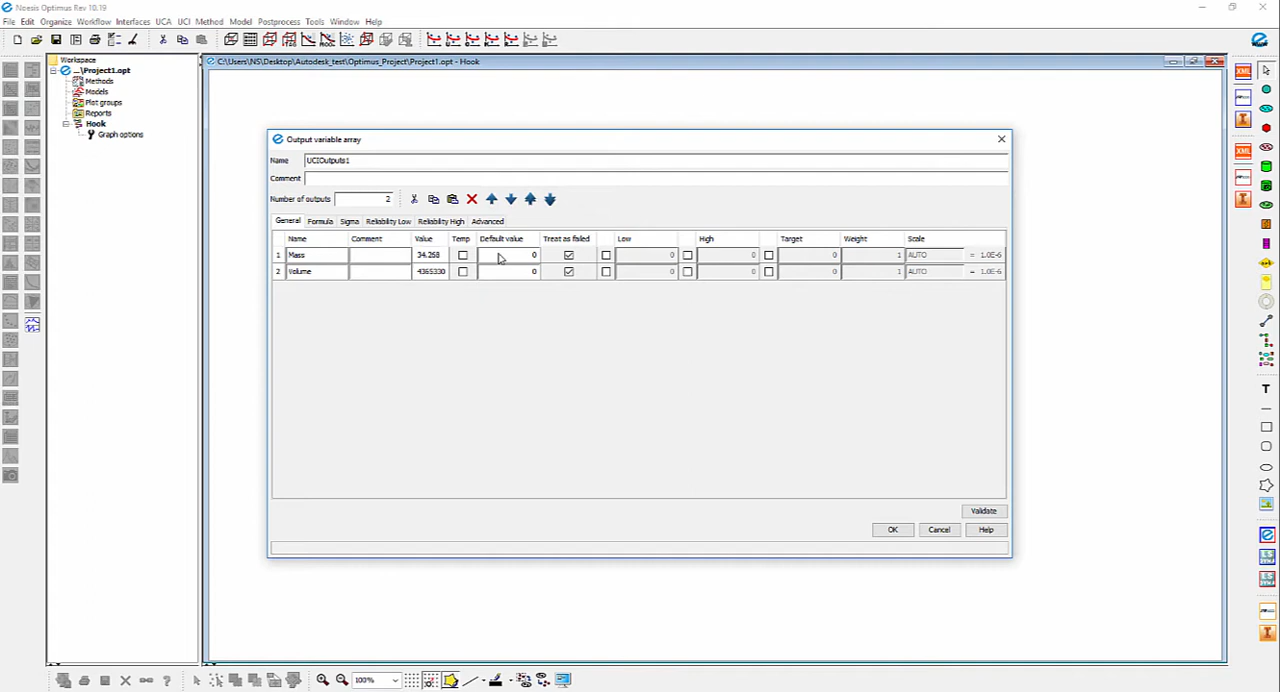 Noesis Optimus Rev 10.19
File Edit Organize Workflow Interfaces UCA UCI Method Model Postprocess Tools Window Help
Workspace
...\Project1.opt
Methods
Models
Plot groups
Reports
Hook
Graph options
C:\Users\NS\Desktop\Autodesk_test\Optimus_Project\Project1.opt - Hook
Output variable array
Name UCIOutputs1
Comment
Number of outputs 2
General Formula Sigma Reliability Low Reliability High Advanced
Name Comment Value Temp Default value Treat as failed Low High Target Weight Scale
1 Mass 34.268 0 0 0 0 1 AUTO = 1.0E-6
2 Volume 4365330 0 0 0 0 1 AUTO = 1.0E-6
Validate
OK Cancel Help
100%
XML
XML
T